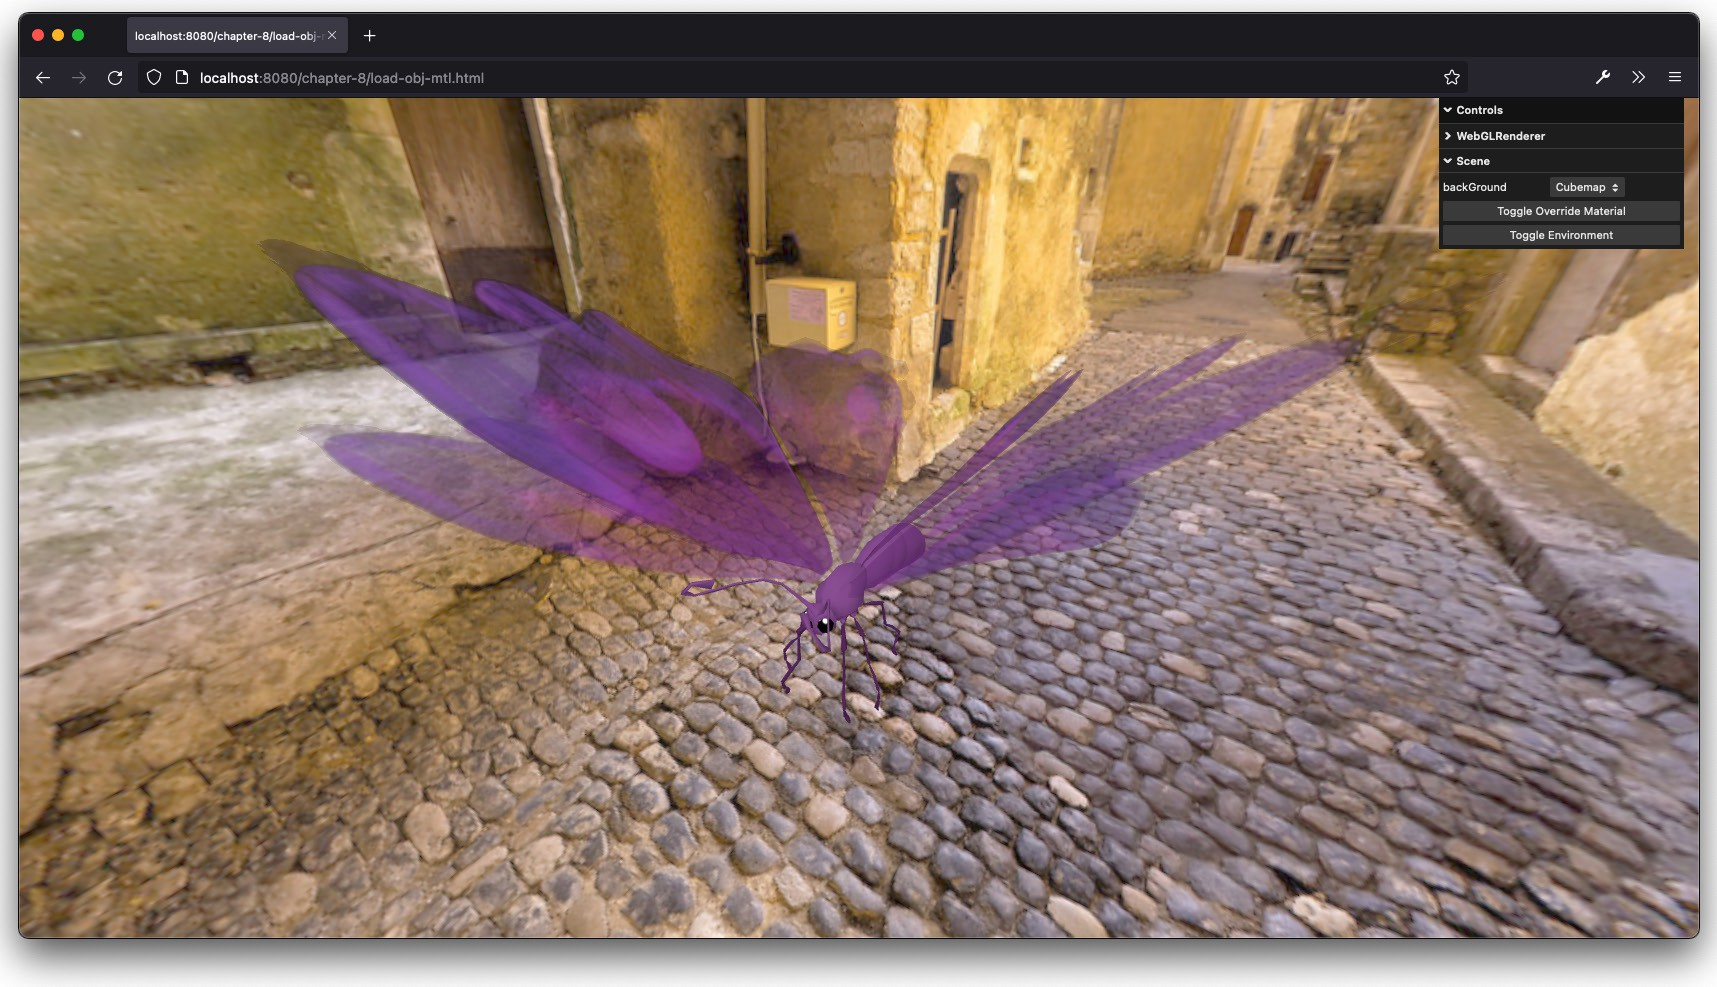 localhost:8080/chapter-8/load-obj-
localhost:8080/chapter-8/load-obj-mtl.html
Controls
WebGLRenderer
Scene
backGround Cubemap
Toggle Override Material
Toggle Environment